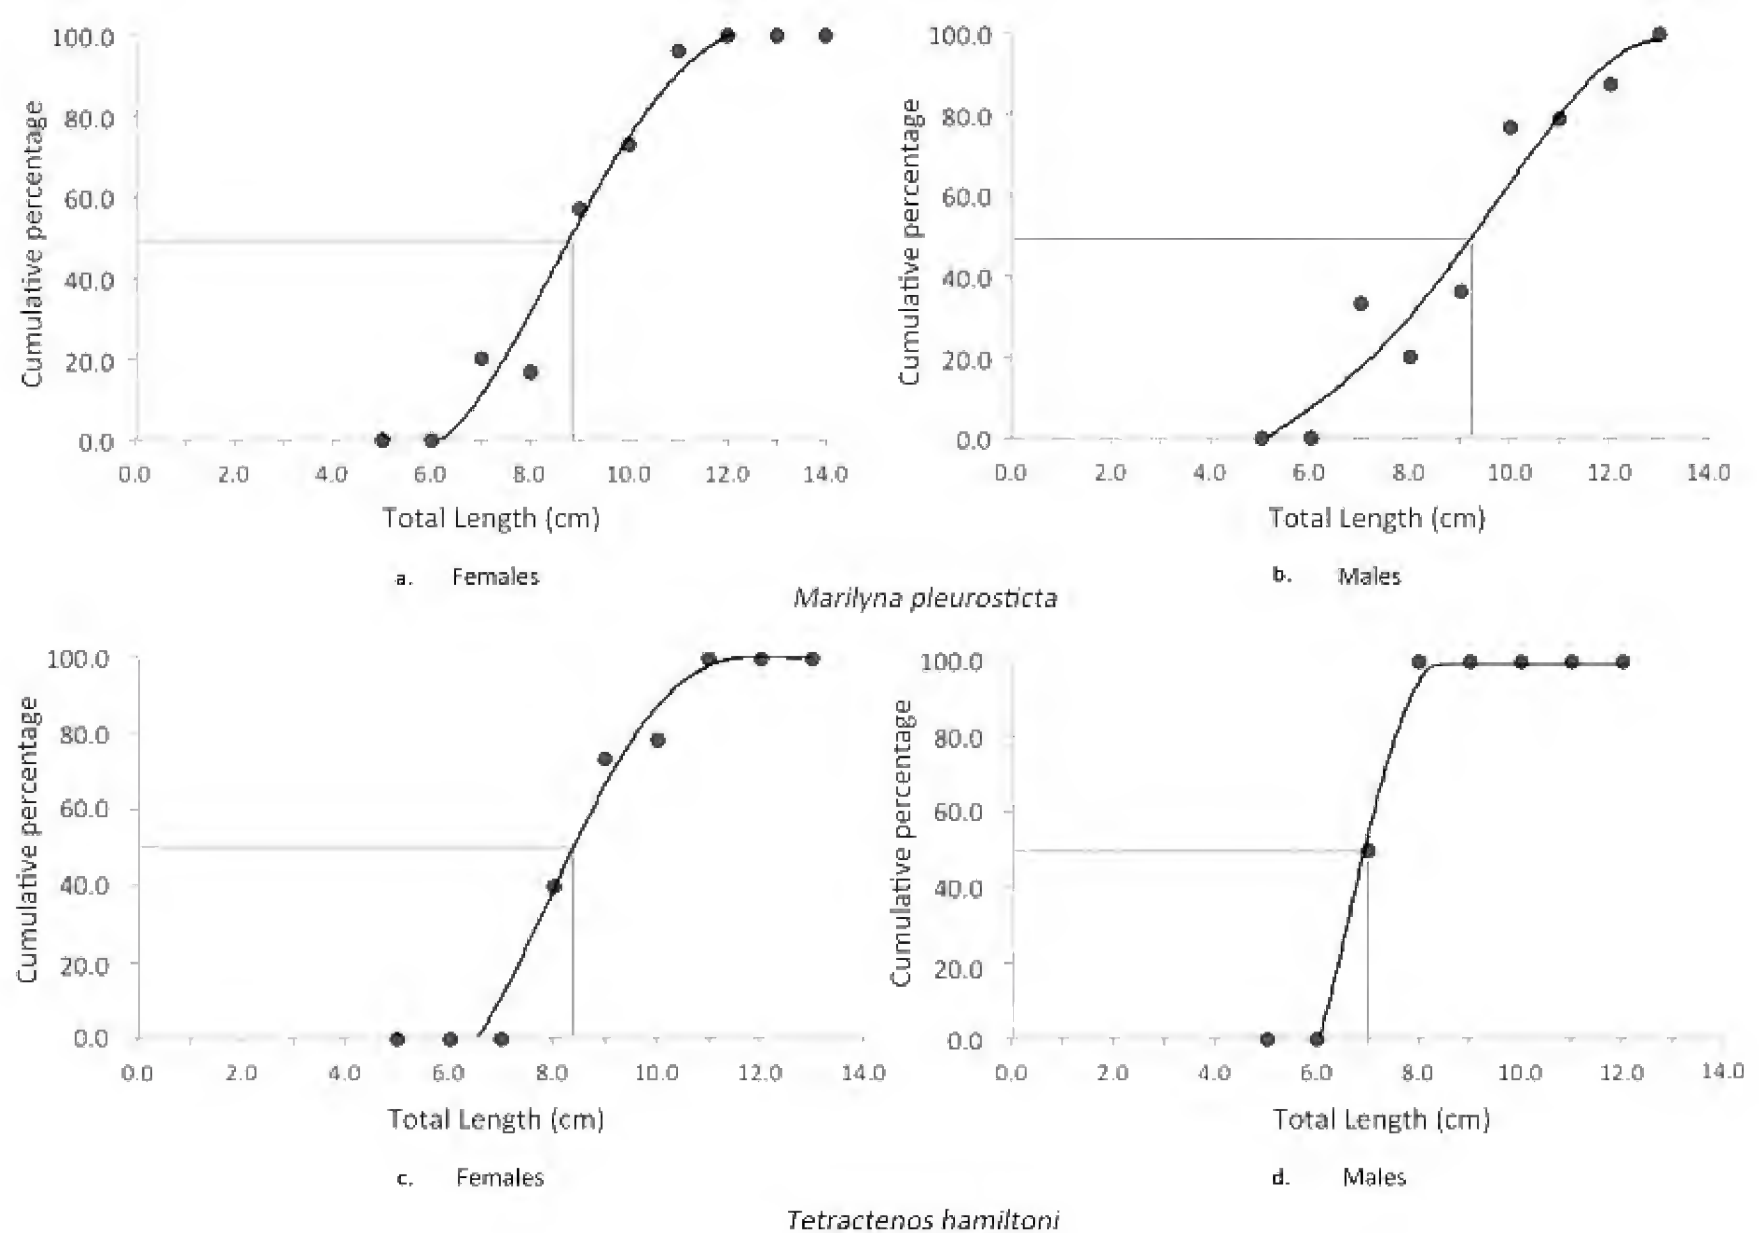 100.0
80.0
60.0
40.0
20.0
0.0
Cumulative percentage
0.0 2.0 4.0 6.0 8.0 10.0 12.0 14.0
Total Length (cm)
a. Females
100.0
80.0
60.0
40.0
20.0
0.0
Cumulative percentage
0.0 2.0 4.0 6.0 8.0 10.0 12.0 14.0
Total Length (cm)
b. Males
Marilyna pleurosticta
100.0
80.0
60.0
40.0
20.0
0.0
Cumulative percentage
0.0 2.0 4.0 6.0 8.0 10.0 12.0 14.0
Total Length (cm)
c. Females
100.0
80.0
60.0
40.0
20.0
0.0
Cumulative percentage
0.0 2.0 4.0 6.0 8.0 10.0 12.0 14.0
Total Length (cm)
d. Males
Tetractenos hamiltoni